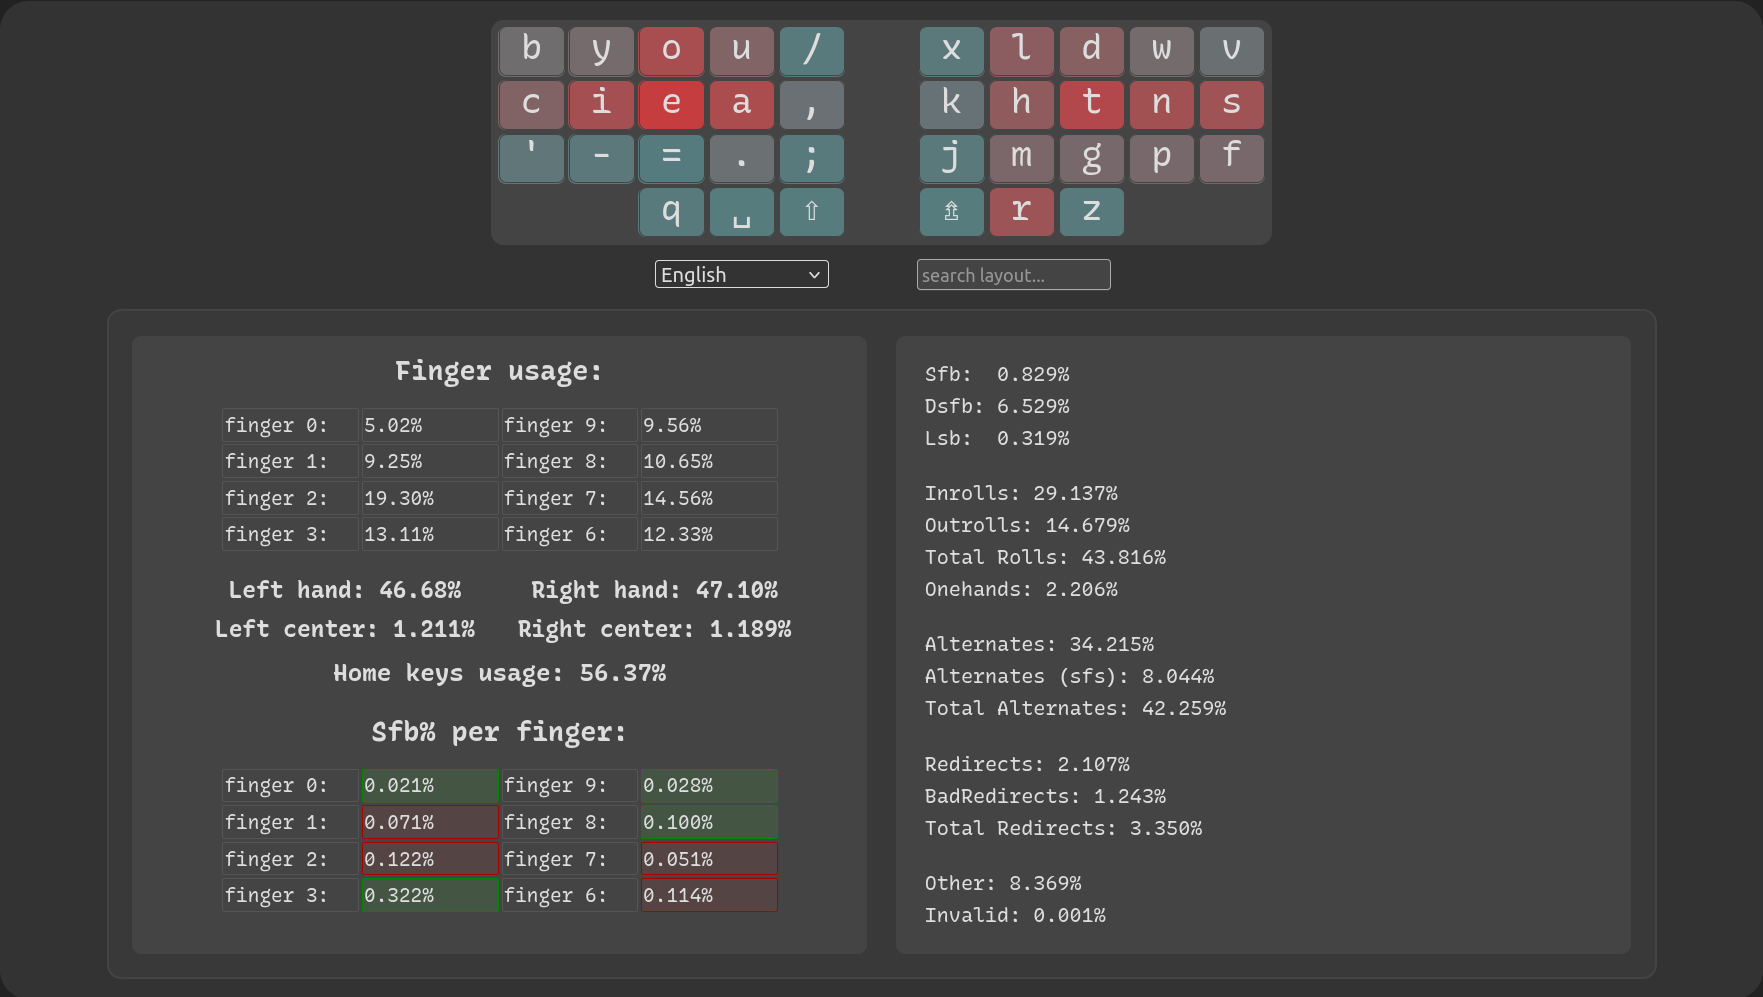 b y o u / x l d w v
c i e a , k h t n s
' - = . ; j m g p f
q ␣ ⇧ ⇯ r z
English search layout...
Finger usage:
finger 0: 5.02% finger 9: 9.56%
finger 1: 9.25% finger 8: 10.65%
finger 2: 19.30% finger 7: 14.56%
finger 3: 13.11% finger 6: 12.33%
Left hand: 46.68% Right hand: 47.10%
Left center: 1.211% Right center: 1.189%
Home keys usage: 56.37%
Sfb% per finger:
finger 0: 0.021% finger 9: 0.028%
finger 1: 0.071% finger 8: 0.100%
finger 2: 0.122% finger 7: 0.051%
finger 3: 0.322% finger 6: 0.114%
Sfb: 0.829%
Dsfb: 6.529%
Lsb: 0.319%
Inrolls: 29.137%
Outrolls: 14.679%
Total Rolls: 43.816%
Onehands: 2.206%
Alternates: 34.215%
Alternates (sfs): 8.044%
Total Alternates: 42.259%
Redirects: 2.107%
BadRedirects: 1.243%
Total Redirects: 3.350%
Other: 8.369%
Invalid: 0.001%